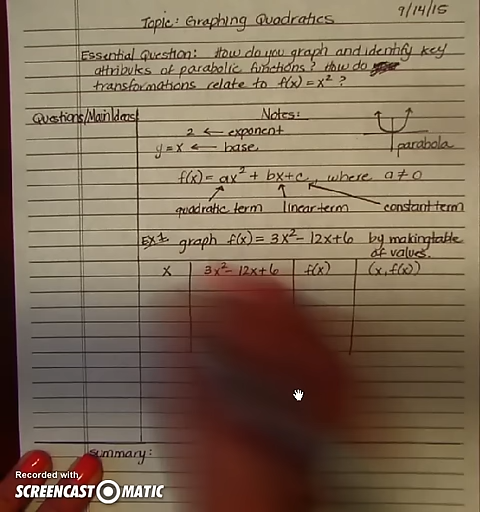 9/14/15
Topic: Graphing Quadratics
Essential Question: How do you graph and identify key
attributes of parabolic functions? How do
transformations relate to f(x) = x² ?
Questions/Main Ideas
Notes:
2 ← exponent
y = x ← base
parabola
f(x) = ax² + bx + c, where a ≠ 0
quadratic term linear term constant term
EX 1: graph f(x) = 3x² - 12x + 6 by making table
of values.
x 3x² - 12x + 6 f(x) (x, f(x))
Summary:
Recorded with
SCREENCAST-O-MATIC